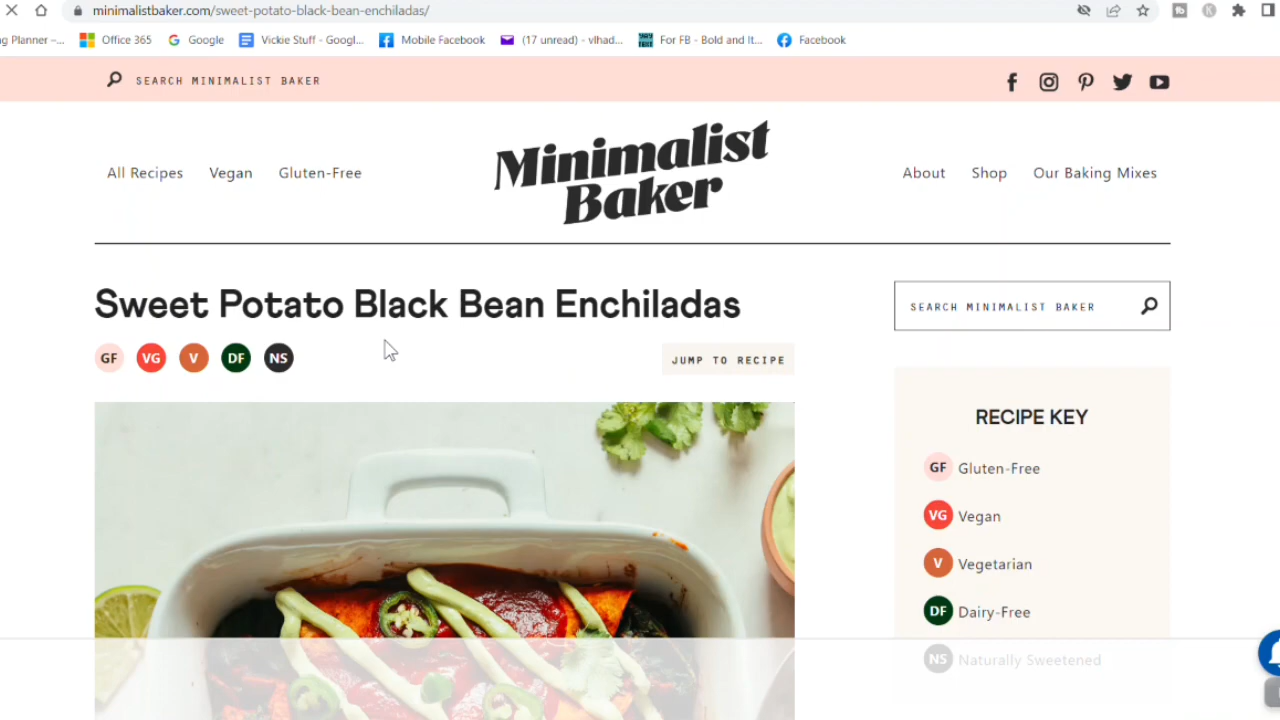 minimalistbaker.com/sweet-potato-black-bean-enchiladas/
g Planner –... Office 365 Google Vickie Stuff - Googl... Mobile Facebook (17 unread) - vlhad... For FB - Bold and It... Facebook
SEARCH MINIMALIST BAKER
All Recipes Vegan Gluten-Free
Minimalist
Baker
About Shop Our Baking Mixes
Sweet Potato Black Bean Enchiladas
GF VG V DF NS
JUMP TO RECIPE
SEARCH MINIMALIST BAKER
RECIPE KEY
GF Gluten-Free
VG Vegan
V Vegetarian
DF Dairy-Free
NS Naturally Sweetened